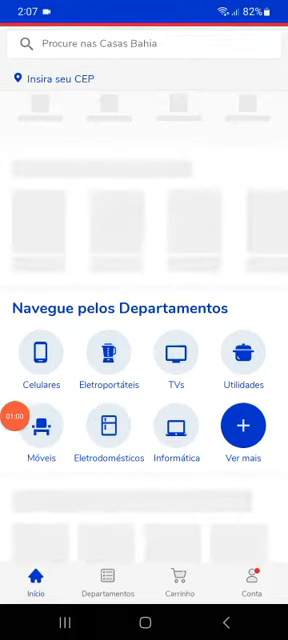 2:07 82%
Procure nas Casas Bahia
Insira seu CEP
Navegue pelos Departamentos
Celulares Eletroportáteis TVs Utilidades
01:00
Móveis Eletrodomésticos Informática Ver mais
Início Departamentos Carrinho Conta